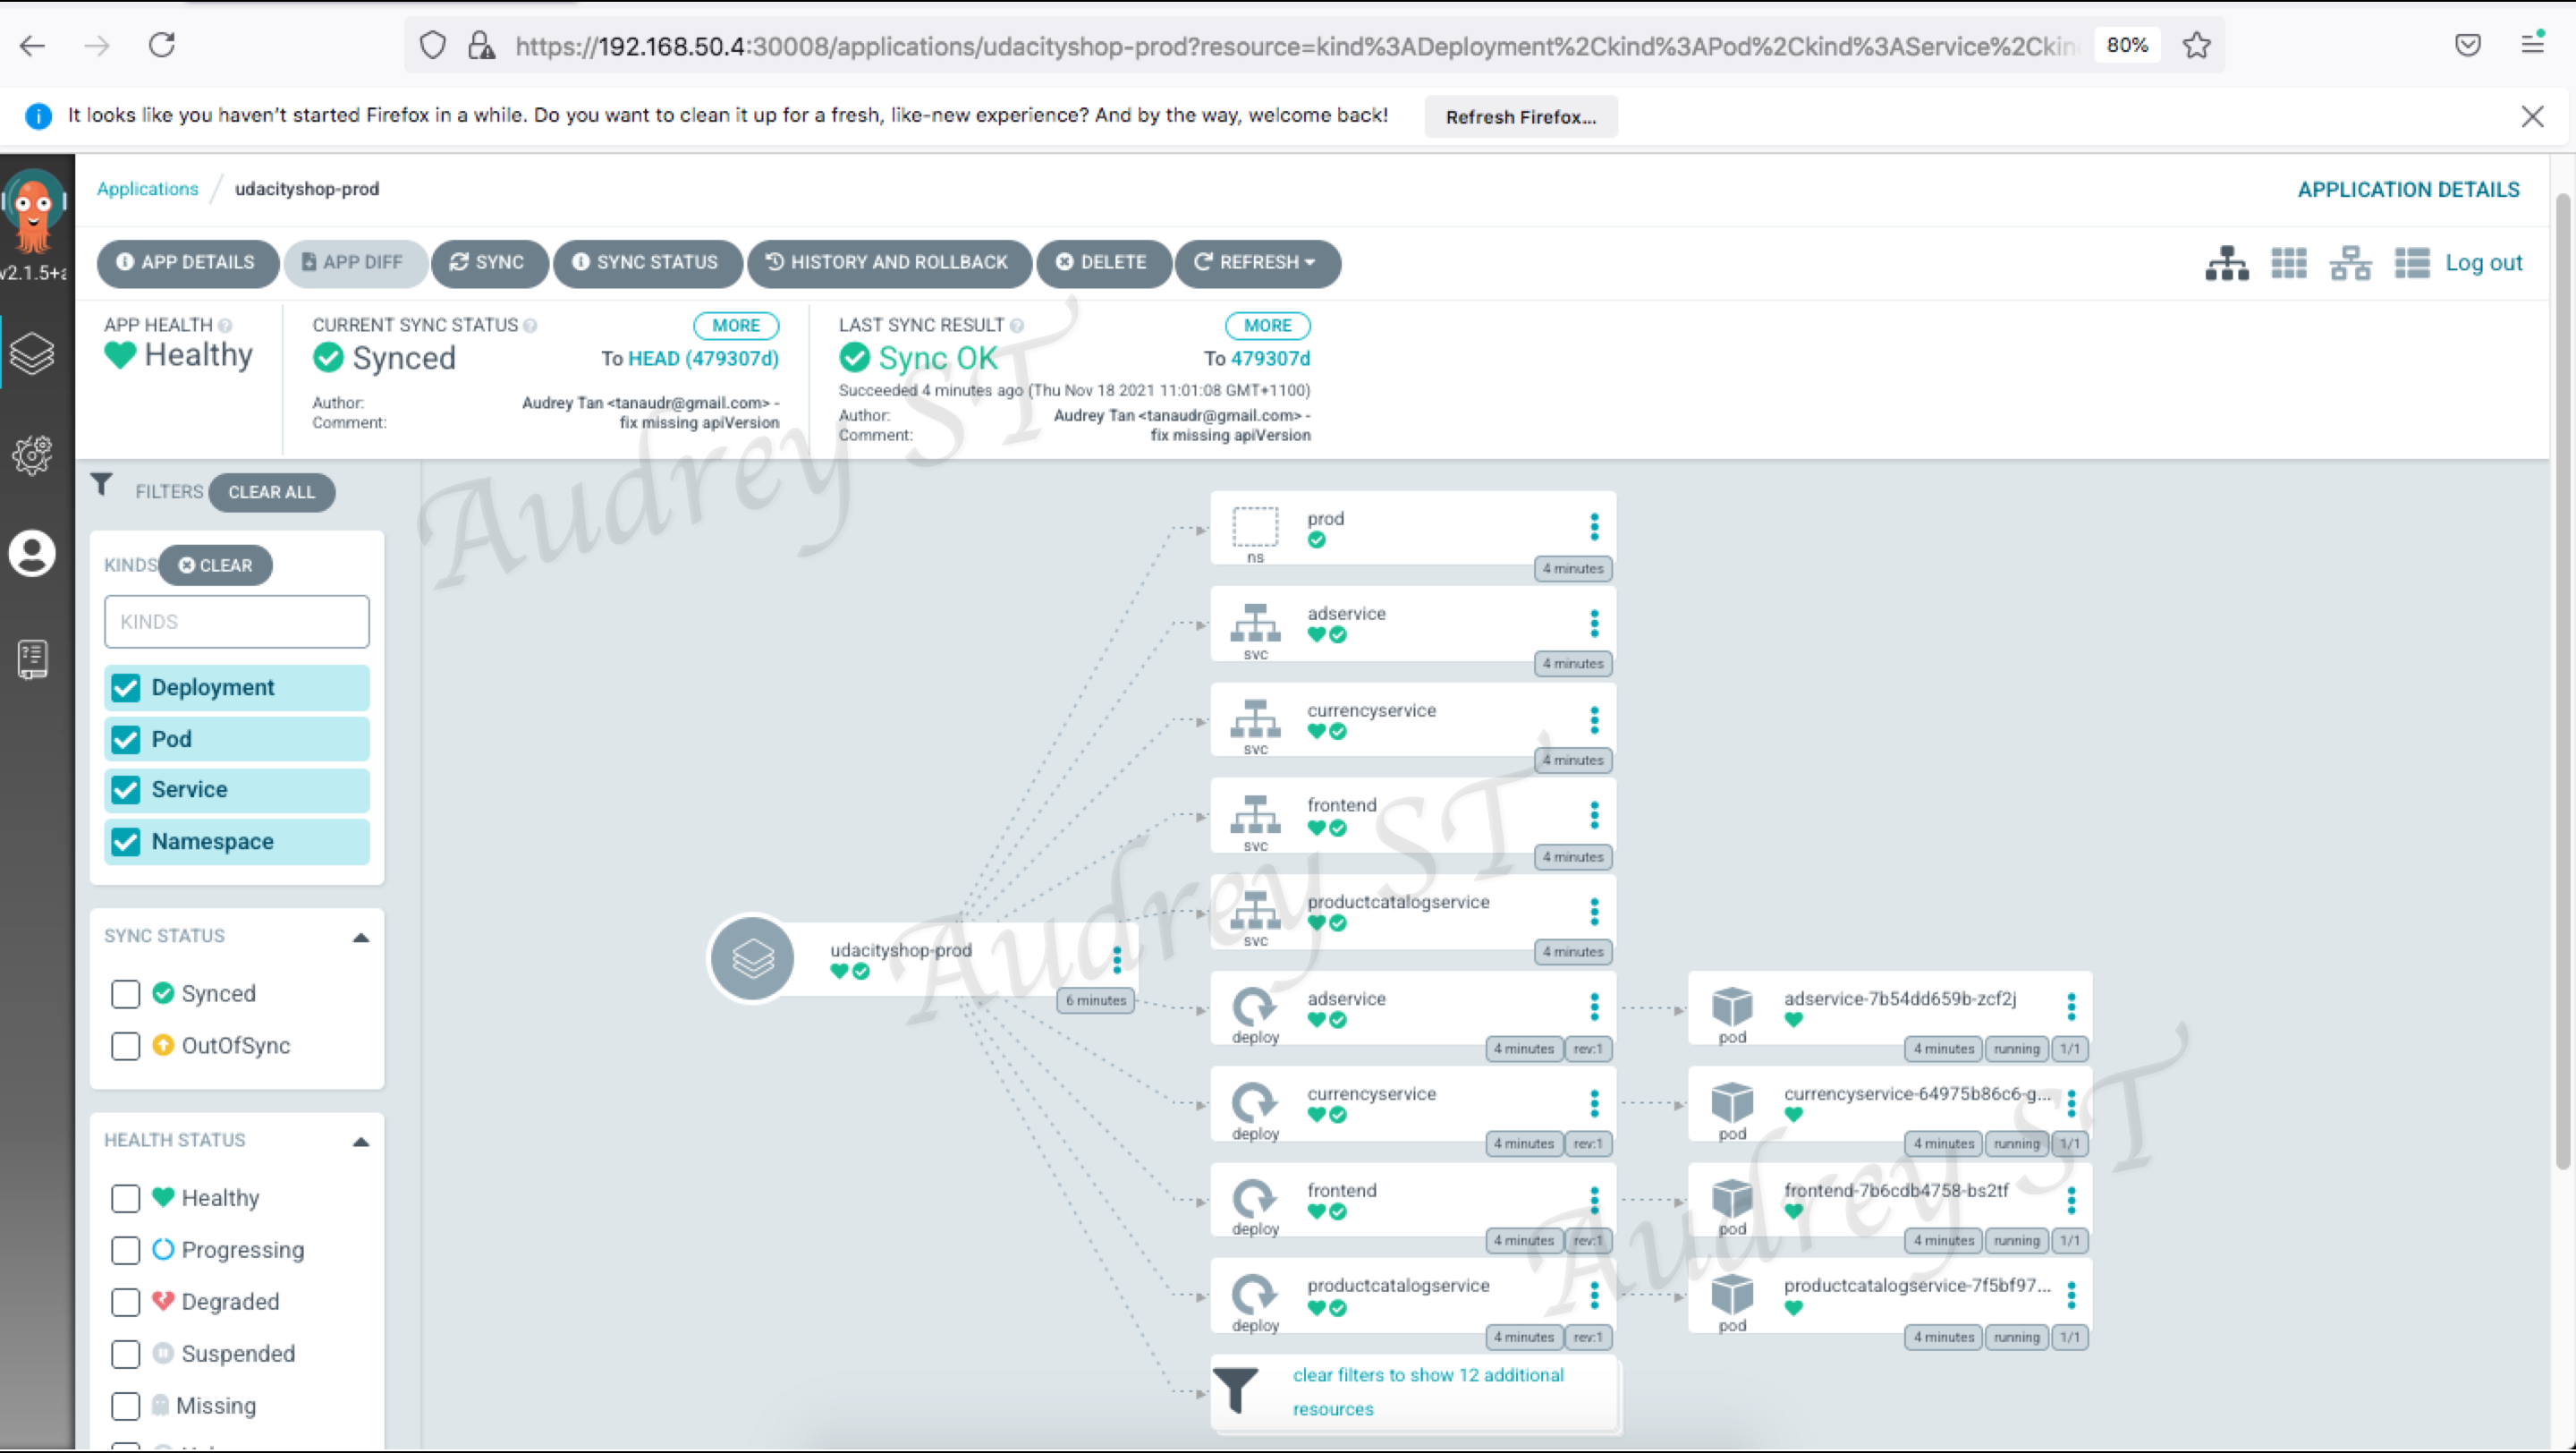 https://192.168.50.4:30008/applications/udacityshop-prod?resource=kind%3ADeployment%2Ckind%3APod%2Ckind%3AService%2Ckin
80%
It looks like you haven't started Firefox in a while. Do you want to clean it up for a fresh, like-new experience? And by the way, welcome back!
Refresh Firefox...
Applications / udacityshop-prod
APPLICATION DETAILS
v2.1.5+a
APP DETAILS
APP DIFF
SYNC
SYNC STATUS
HISTORY AND ROLLBACK
DELETE
REFRESH
Log out
APP HEALTH
Healthy
CURRENT SYNC STATUS
MORE
Synced
To HEAD (479307d)
Author: Audrey Tan <tanaudr@gmail.com> -
Comment: fix missing apiVersion
LAST SYNC RESULT
MORE
Sync OK
To 479307d
Succeeded 4 minutes ago (Thu Nov 18 2021 11:01:08 GMT+1100)
Author: Audrey Tan <tanaudr@gmail.com> -
Comment: fix missing apiVersion
FILTERS
CLEAR ALL
KINDS
CLEAR
KINDS
Deployment
Pod
Service
Namespace
SYNC STATUS
Synced
OutOfSync
HEALTH STATUS
Healthy
Progressing
Degraded
Suspended
Missing
udacityshop-prod
6 minutes
prod
ns
4 minutes
adservice
svc
4 minutes
currencyservice
svc
4 minutes
frontend
svc
4 minutes
productcatalogservice
svc
4 minutes
adservice
deploy
4 minutes rev:1
adservice-7b54dd659b-zcf2j
pod
4 minutes running 1/1
currencyservice
deploy
4 minutes rev:1
currencyservice-64975b86c6-g...
pod
4 minutes running 1/1
frontend
deploy
4 minutes rev:1
frontend-7b6cdb4758-bs2tf
pod
4 minutes running 1/1
productcatalogservice
deploy
4 minutes rev:1
productcatalogservice-7f5bf97...
pod
4 minutes running 1/1
clear filters to show 12 additional
resources
Audrey ST
Audrey ST
Audrey ST